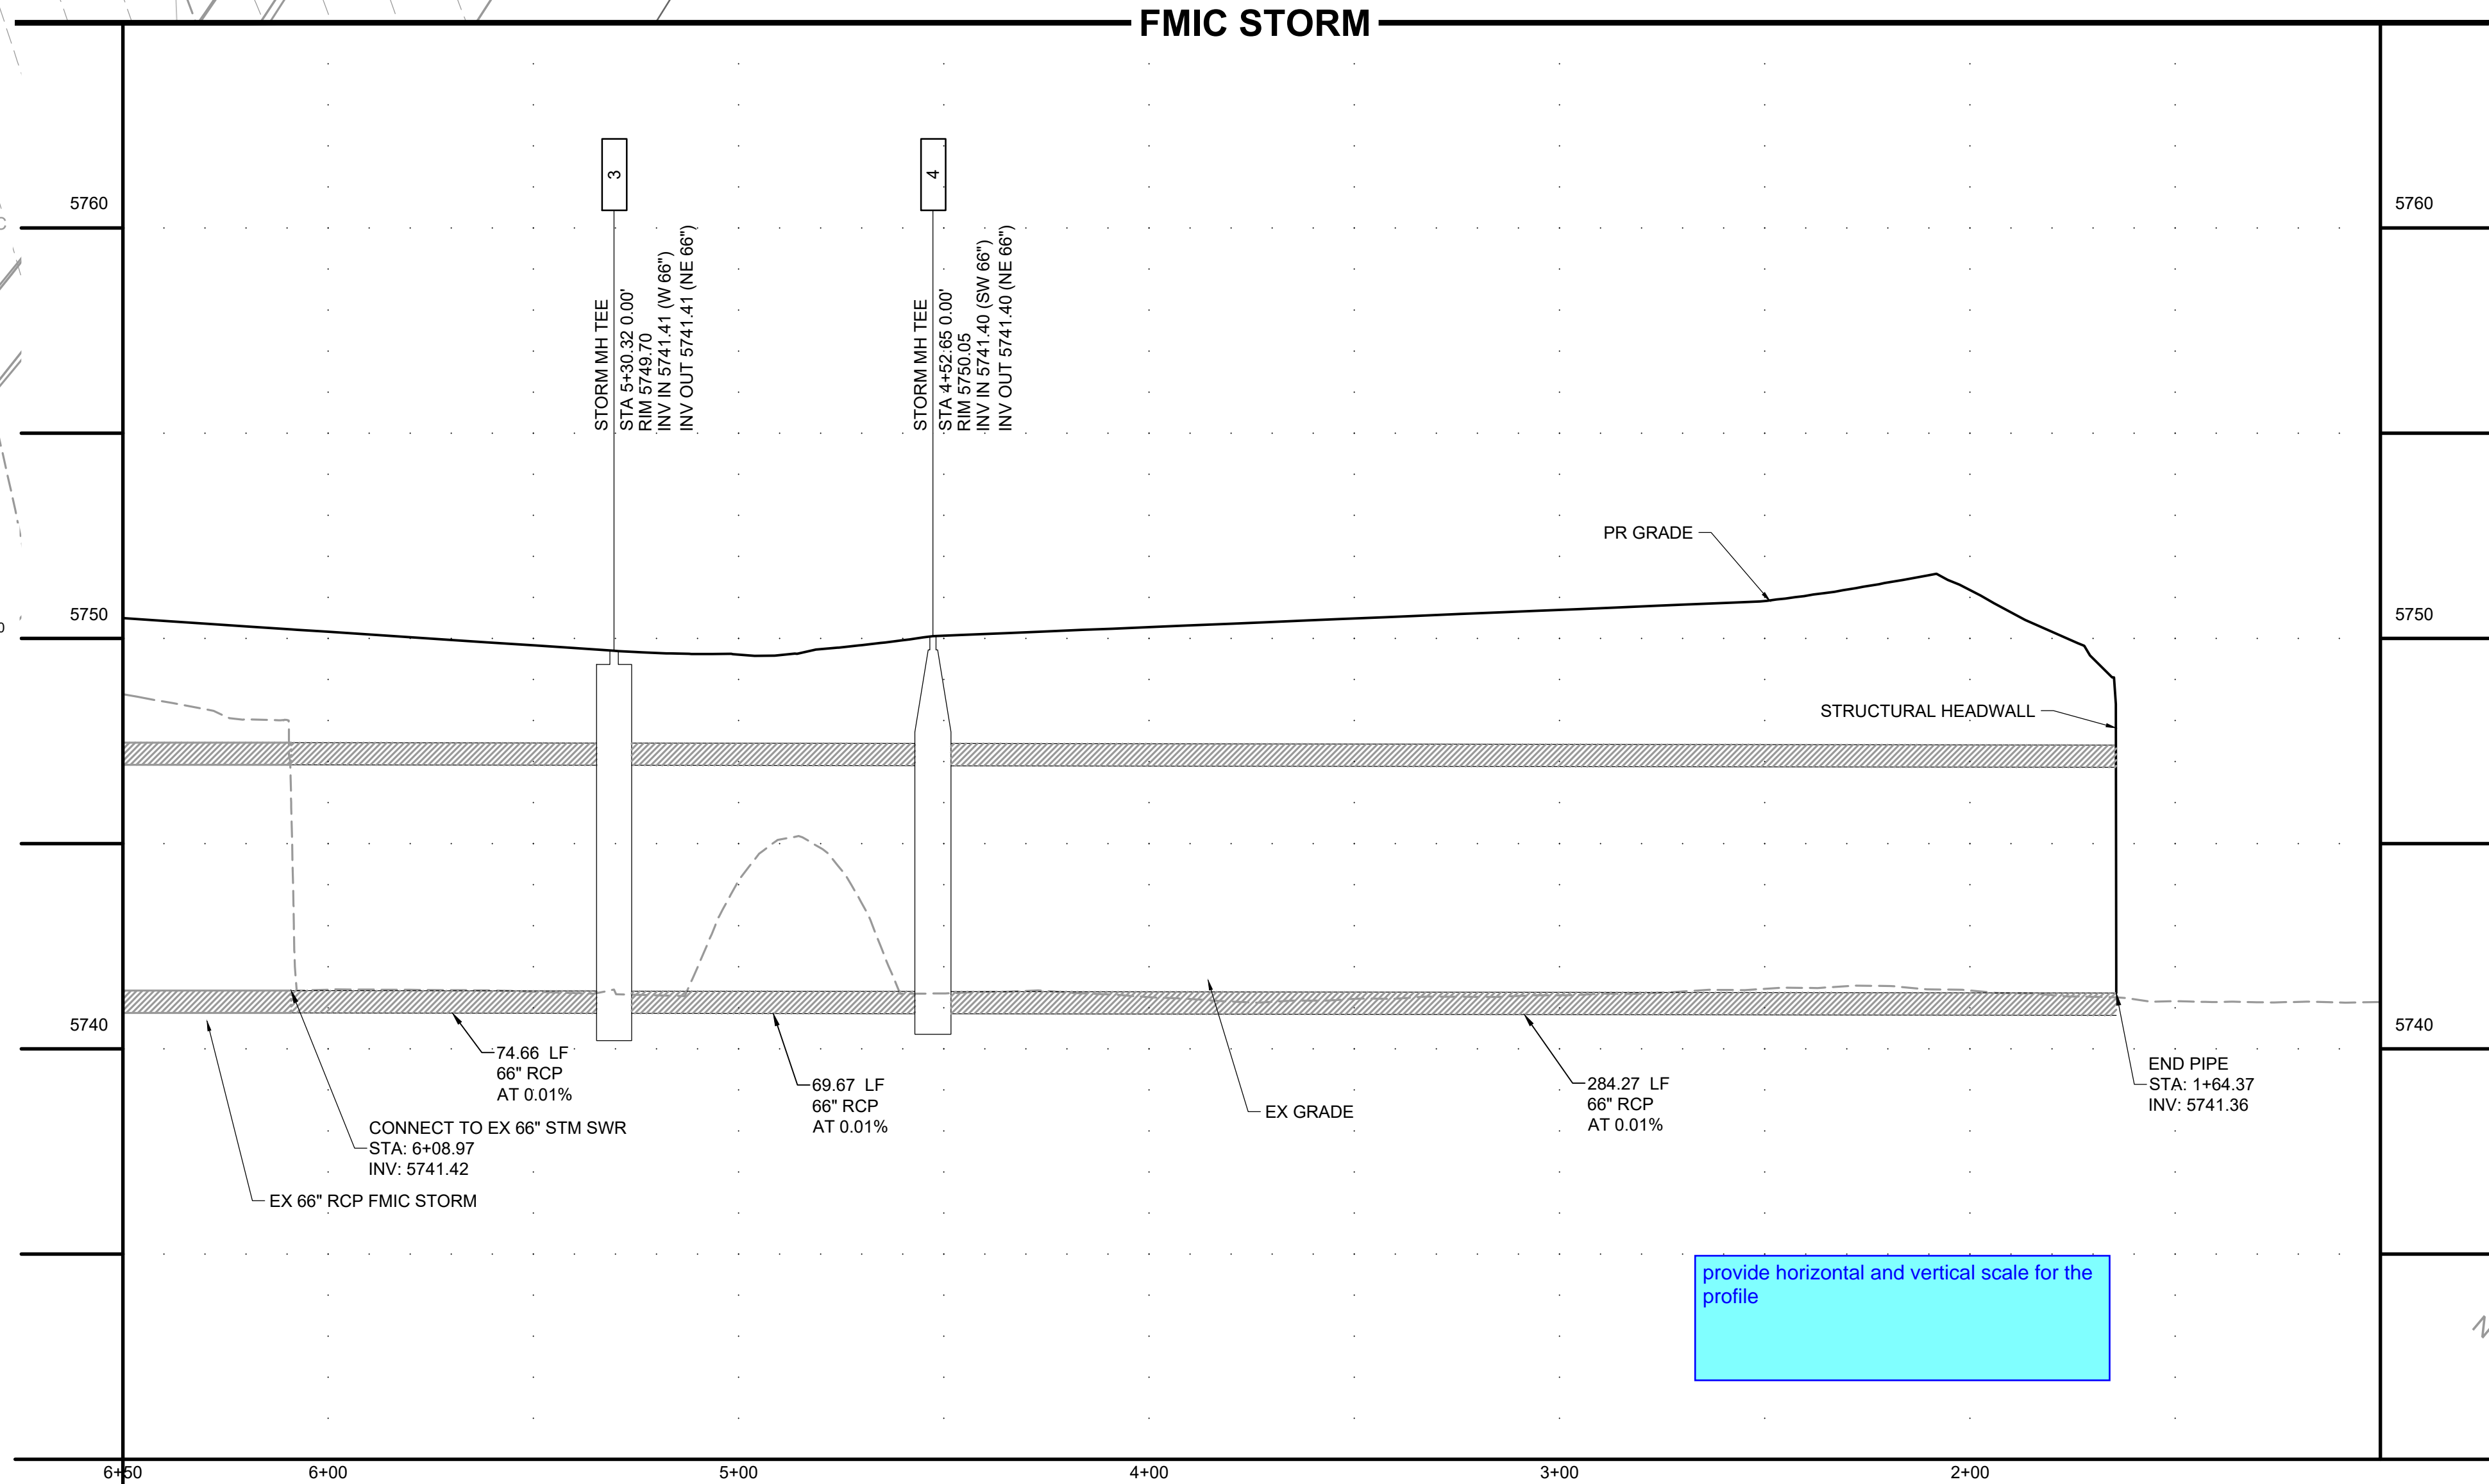 FMIC STORM
3
4
5760
5760
STORM MH TEE
STA 5+30.32 0.00'
RIM 5749.70
INV IN 5741.41 (W 66")
INV OUT 5741.41 (NE 66")
STORM MH TEE
STA 4+52.65 0.00'
RIM 5750.05
INV IN 5741.40 (SW 66")
INV OUT 5741.40 (NE 66")
PR GRADE
5750
5750
STRUCTURAL HEADWALL
5740
5740
74.66 LF
66" RCP
AT 0.01%
69.67 LF
66" RCP
AT 0.01%
EX GRADE
284.27 LF
66" RCP
AT 0.01%
END PIPE
STA: 1+64.37
INV: 5741.36
CONNECT TO EX 66" STM SWR
STA: 6+08.97
INV: 5741.42
EX 66" RCP FMIC STORM
provide horizontal and vertical scale for the
profile
6+50
6+00
5+00
4+00
3+00
2+00